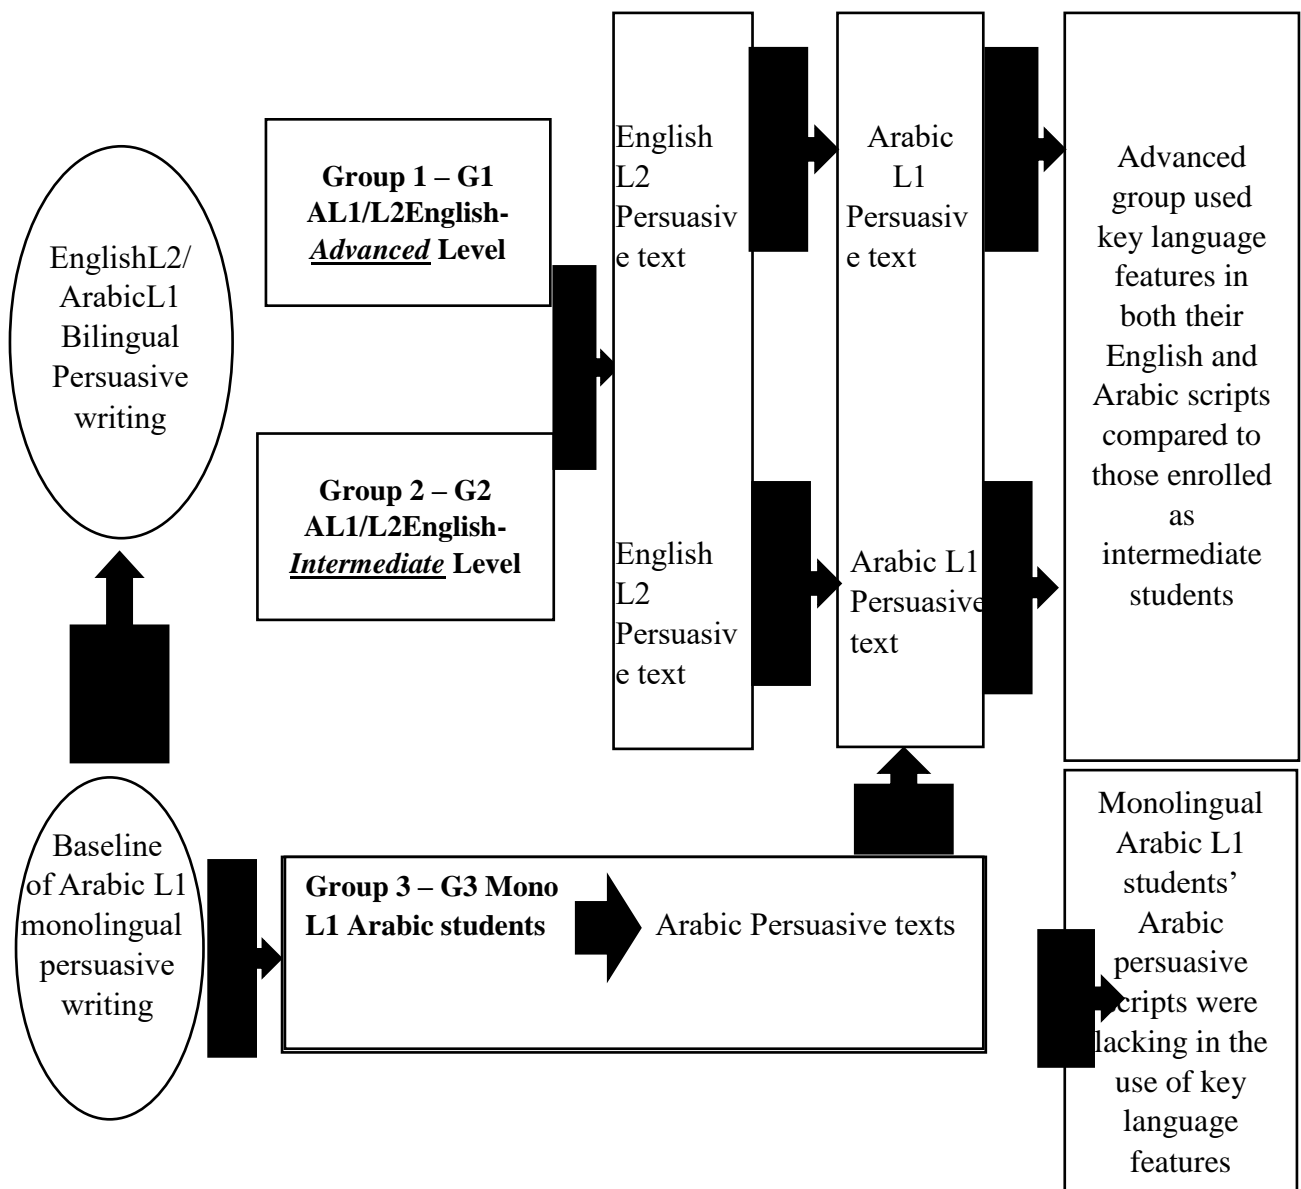 EnglishL2/
ArabicL1
Bilingual
Persuasive
writing
Group 1 – G1
AL1/L2English-
Advanced Level
Group 2 – G2
AL1/L2English-
Intermediate Level
English
L2
Persuasiv
e text
English
L2
Persuasiv
e text
Arabic
L1
Persuasiv
e text
Arabic L1
Persuasive
text
Advanced
group used
key language
features in
both their
English and
Arabic scripts
compared to
those enrolled
as
intermediate
students
Baseline
of Arabic L1
monolingual
persuasive
writing
Group 3 – G3 Mono
L1 Arabic students
Arabic Persuasive texts
Monolingual
Arabic L1
students’
Arabic
persuasive
scripts were
lacking in the
use of key
language
features